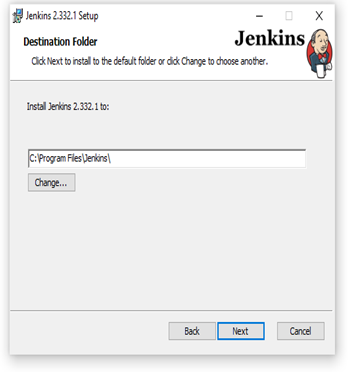 Jenkins 2.332.1 Setup
Destination Folder
Click Next to install to the default folder or click Change to choose another.
Jenkins
Install Jenkins 2.332.1 to:
C:\Program Files\Jenkins\
Change...
Back Next Cancel